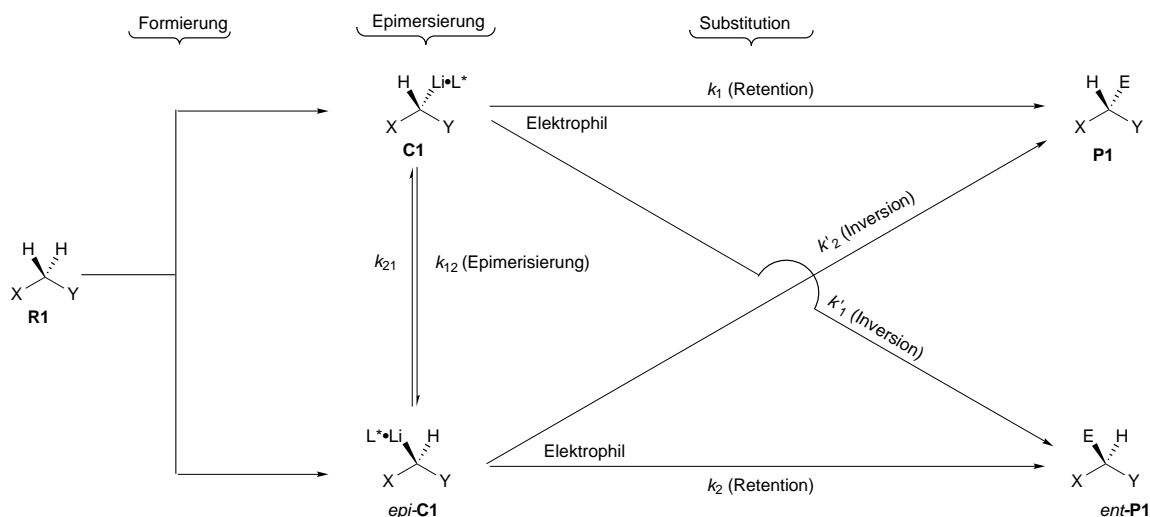 Formierung
Epimersierung
Substitution
H
Li•L*
X
Y
C1
k1 (Retention)
Elektrophil
H
E
X
Y
P1
H
H
X
Y
R1
k21
k12 (Epimerisierung)
k'2 (Inversion)
k'1 (Inversion)
L*•Li
H
X
Y
epi-C1
Elektrophil
k2 (Retention)
E
H
X
Y
ent-P1